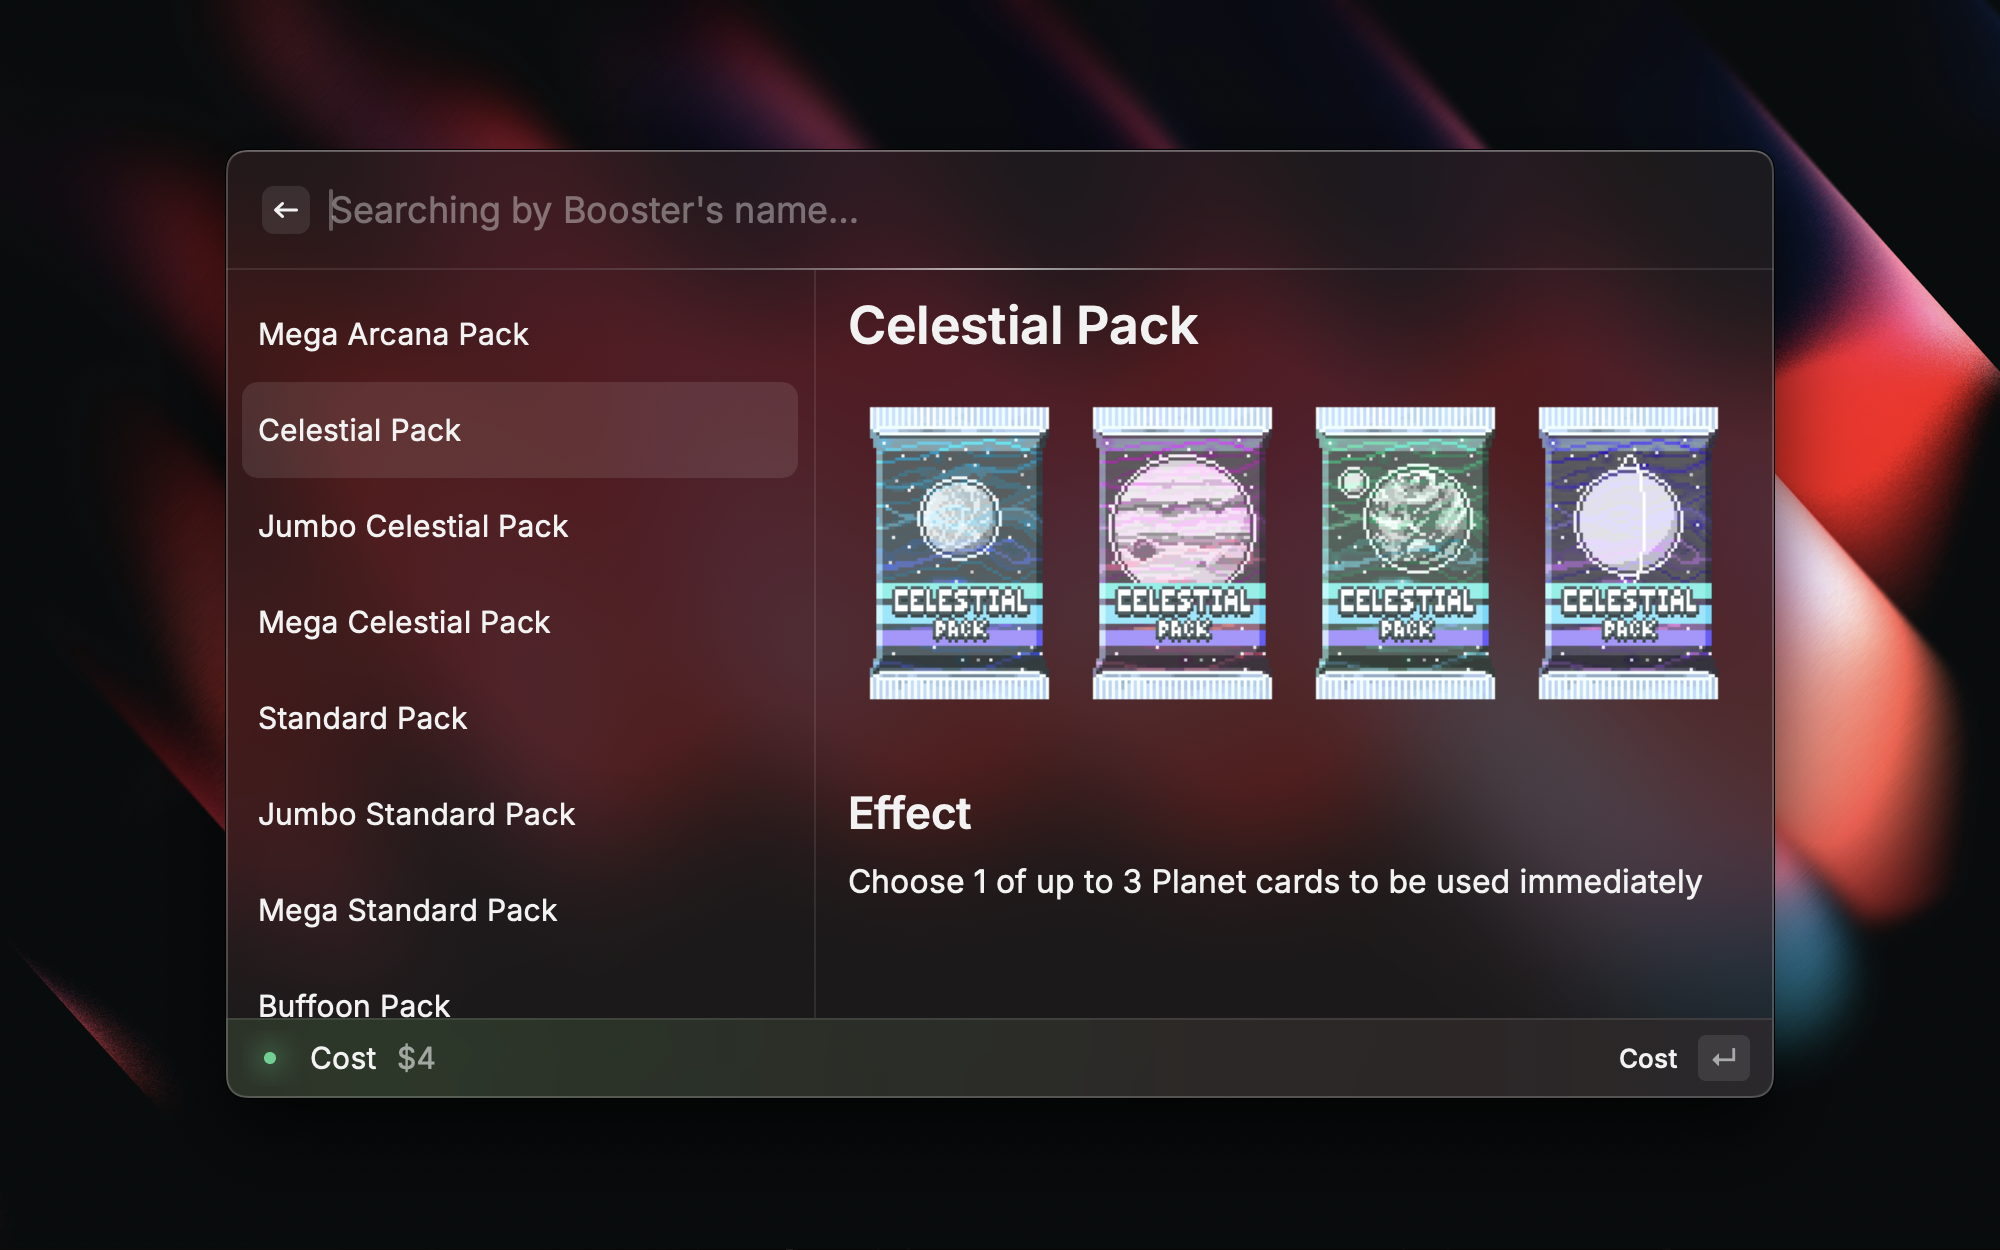 Searching by Booster's name...
Mega Arcana Pack
Celestial Pack
Jumbo Celestial Pack
Mega Celestial Pack
Standard Pack
Jumbo Standard Pack
Mega Standard Pack
Buffoon Pack
Celestial Pack
CELESTIAL
PACK
CELESTIAL
PACK
CELESTIAL
PACK
CELESTIAL
PACK
Effect
Choose 1 of up to 3 Planet cards to be used immediately
Cost $4
Cost